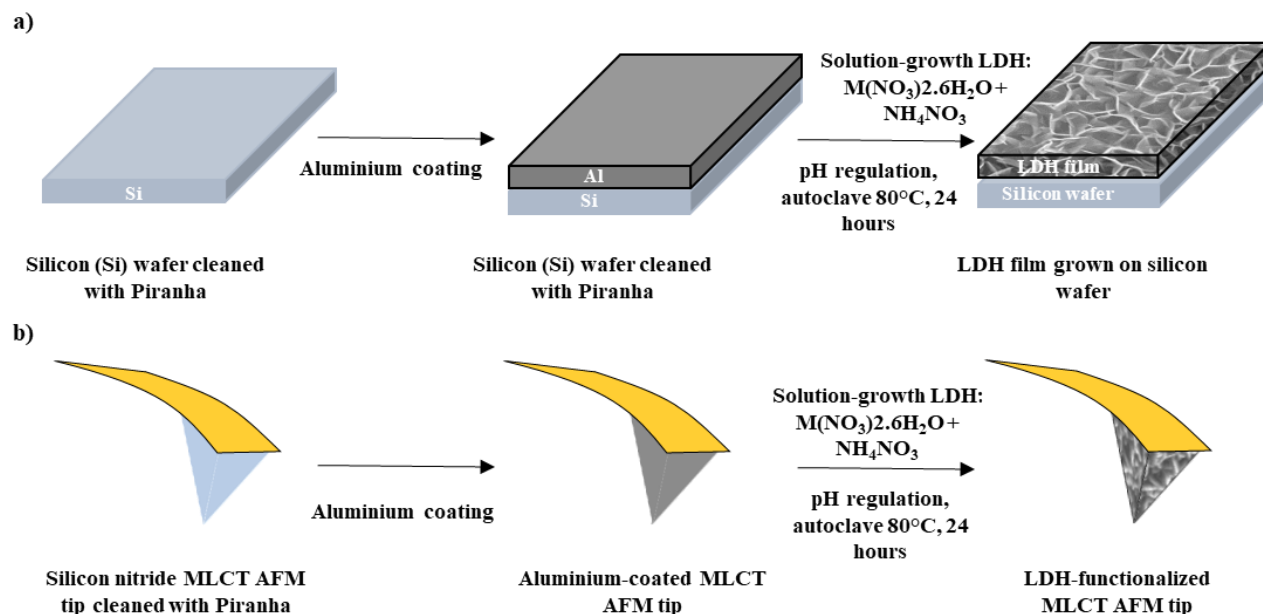 a)
Si
Aluminium coating
Al
Si
Solution-growth LDH:
M(NO₃)2.6H₂O +
NH₄NO₃
pH regulation,
autoclave 80°C, 24
hours
LDH film
Silicon wafer
Silicon (Si) wafer cleaned
with Piranha
Silicon (Si) wafer cleaned
with Piranha
LDH film grown on silicon
wafer
b)
Aluminium coating
Solution-growth LDH:
M(NO₃)2.6H₂O +
NH₄NO₃
pH regulation,
autoclave 80°C, 24
hours
Silicon nitride MLCT AFM
tip cleaned with Piranha
Aluminium-coated MLCT
AFM tip
LDH-functionalized
MLCT AFM tip